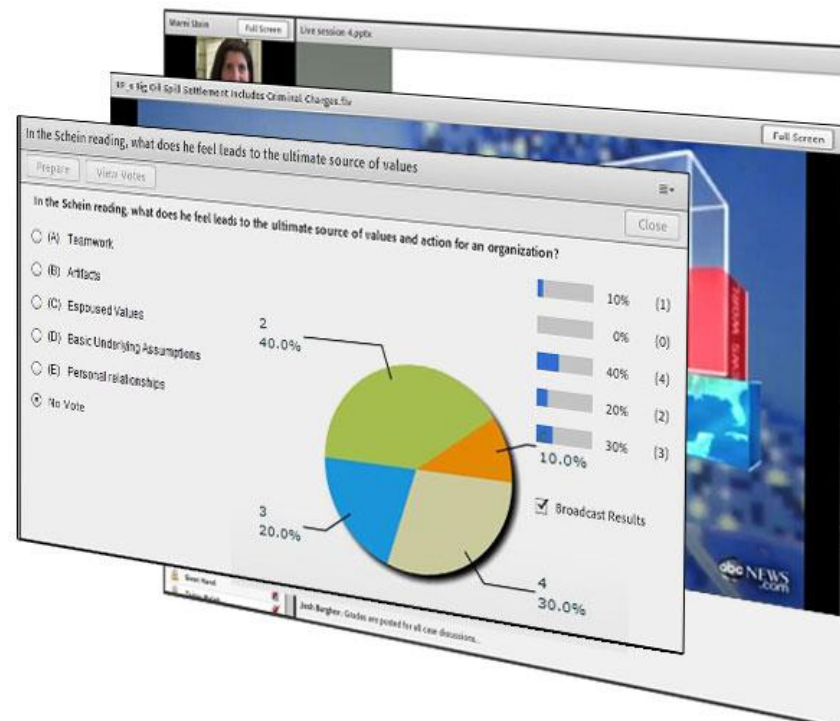 Marni Stein
Full Screen
Live session 4.pptx
Big Oil Spill Settlement Includes Criminal Charges.flv
Full Screen
In the Schein reading, what does he feel leads to the ultimate source of values
Prepare
View Votes
Close
In the Schein reading, what does he feel leads to the ultimate source of values and action for an organization?
(A) Teamwork
(B) Artifacts
(C) Espoused Values
(D) Basic Underlying Assumptions
(E) Personal relationships
No Vote
10% (1)
0% (0)
40% (4)
20% (2)
30% (3)
2
40.0%
10.0%
3
20.0%
4
30.0%
Broadcast Results
abc NEWS
.com
Grades are posted for all case discussions...